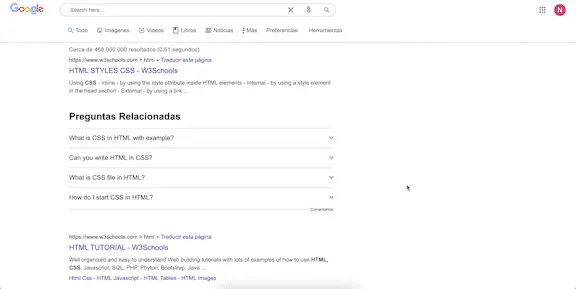 Google
Search here...
N
Todo Imágenes Videos Libros Noticias Más Preferencias Herramientas
Cerca de 468.000.000 resultados (0,61 segundos)
https://www.w3schools.com › html › Traducir esta página
HTML STYLES CSS - W3Schools
Using CSS - Inline - by using the style attribute inside HTML elements - Internal - by using a style element
in the head section - External - by using a link ...
Preguntas Relacionadas
What is CSS in HTML with example?
Can you write HTML in CSS?
What is CSS file in HTML?
How do I start CSS in HTML?
Comentarios
https://www.w3schools.com › html › Traducir esta página
HTML TUTORIAL - W3Schools
Well organized and easy to understand Web building tutorials with lots of examples of how to use HTML,
CSS, Javascript, SQL, PHP, Phyton, Bootstrap, Java ...
Html Css - HTML Javascript - HTML Tables - HTML Images